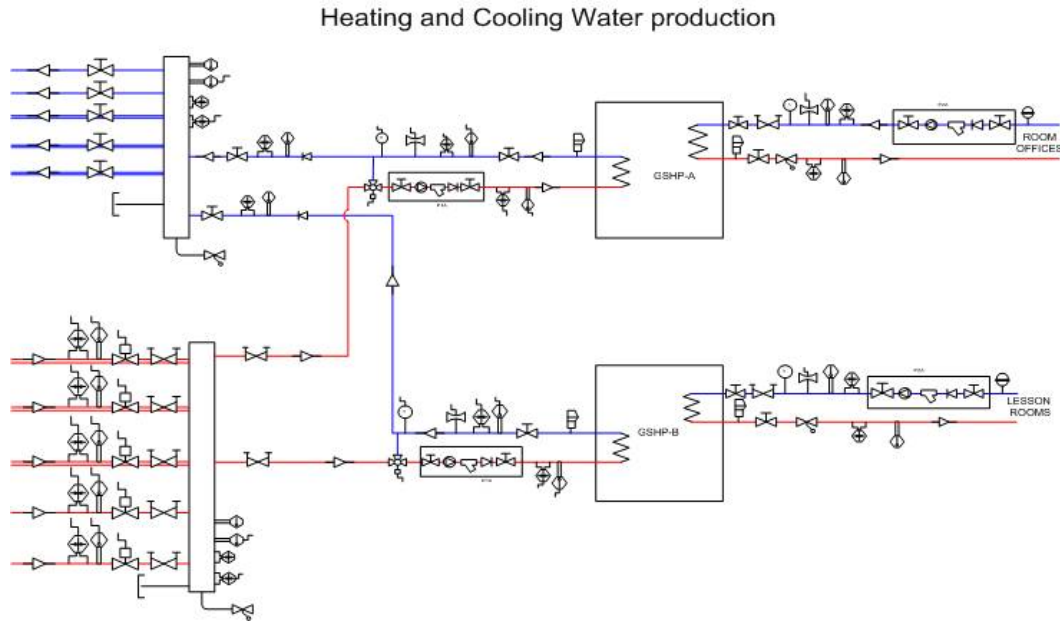 Heating and Cooling Water production
ROOM
OFFICES
GSHP-A
LESSON
ROOMS
GSHP-B